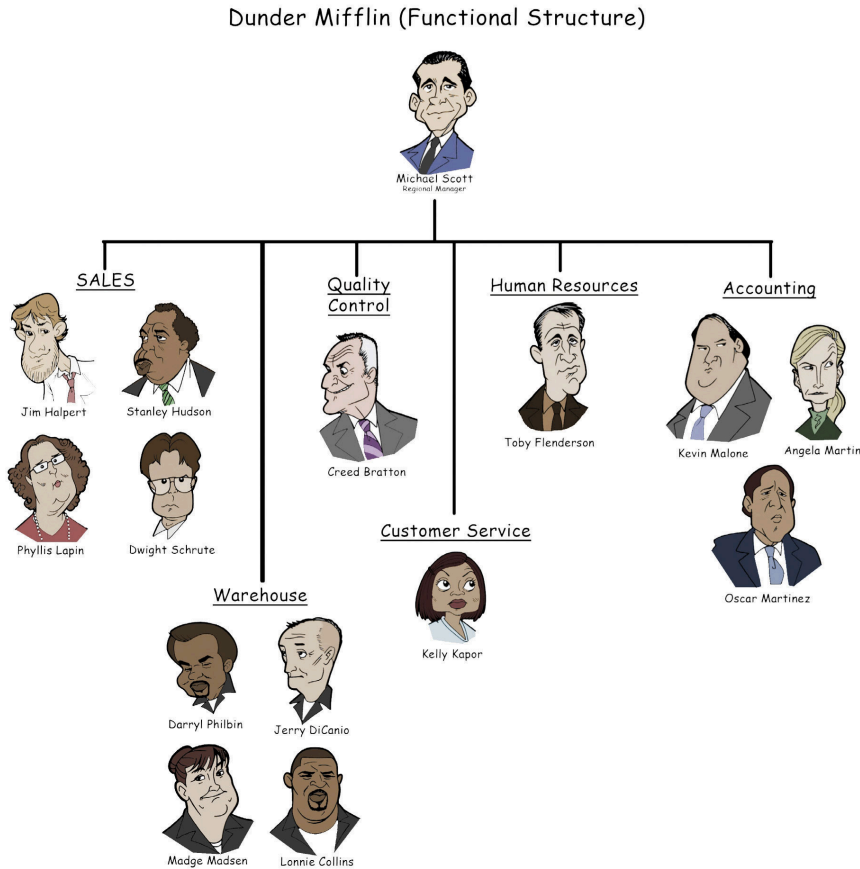 Dunder Mifflin (Functional Structure)
Michael Scott
Regional Manager
SALES
Jim Halpert
Stanley Hudson
Phyllis Lapin
Dwight Schrute
Warehouse
Darryl Philbin
Jerry DiCanio
Madge Madsen
Lonnie Collins
Quality
Control
Creed Bratton
Customer Service
Kelly Kapor
Human Resources
Toby Flenderson
Accounting
Kevin Malone
Angela Martin
Oscar Martinez